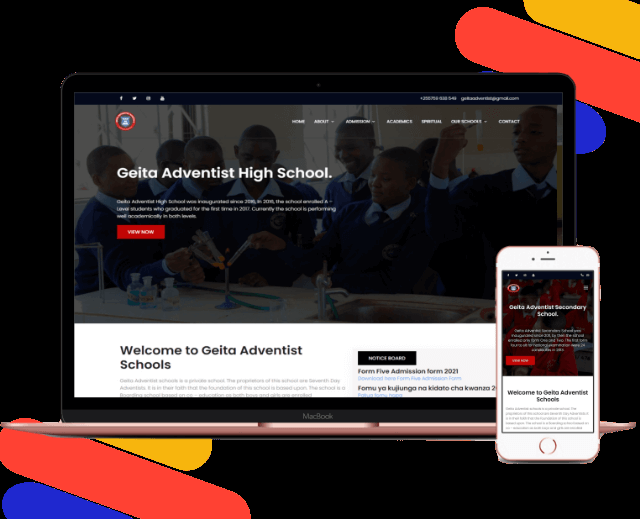 geitaadventist@gmail.com
HOME ABOUT ADMISSION ACADEMICS SPIRITUAL OUR SCHOOLS CONTACT
Geita Adventist High School.
Geita Adventist High School was inaugurated since 2016, In 2016, the school enrolled A -
Level students who graduated for the first time in 2017. Currently the school is performing
well academically in both levels.
VIEW NOW
Welcome to Geita Adventist
Schools
Geita Adventist schools is a private school. The proprietors of this school are Seventh Day
Adventists. It is in their faith that the foundation of this school is based upon. The school is a
Boarding school based on co - education as both boys and girls are enrolled
NOTICE BOARD
Form Five Admission form 2021
Download here Form Five Admission Form
Fomu ya kujiunga na kidato cha kwanza 2
Pakua fomu hapa
MacBook
Geita Adventist Secondary
School.
Geita Adventist Secondary School was
VIEW NOW
Welcome to Geita Adventist
Schools